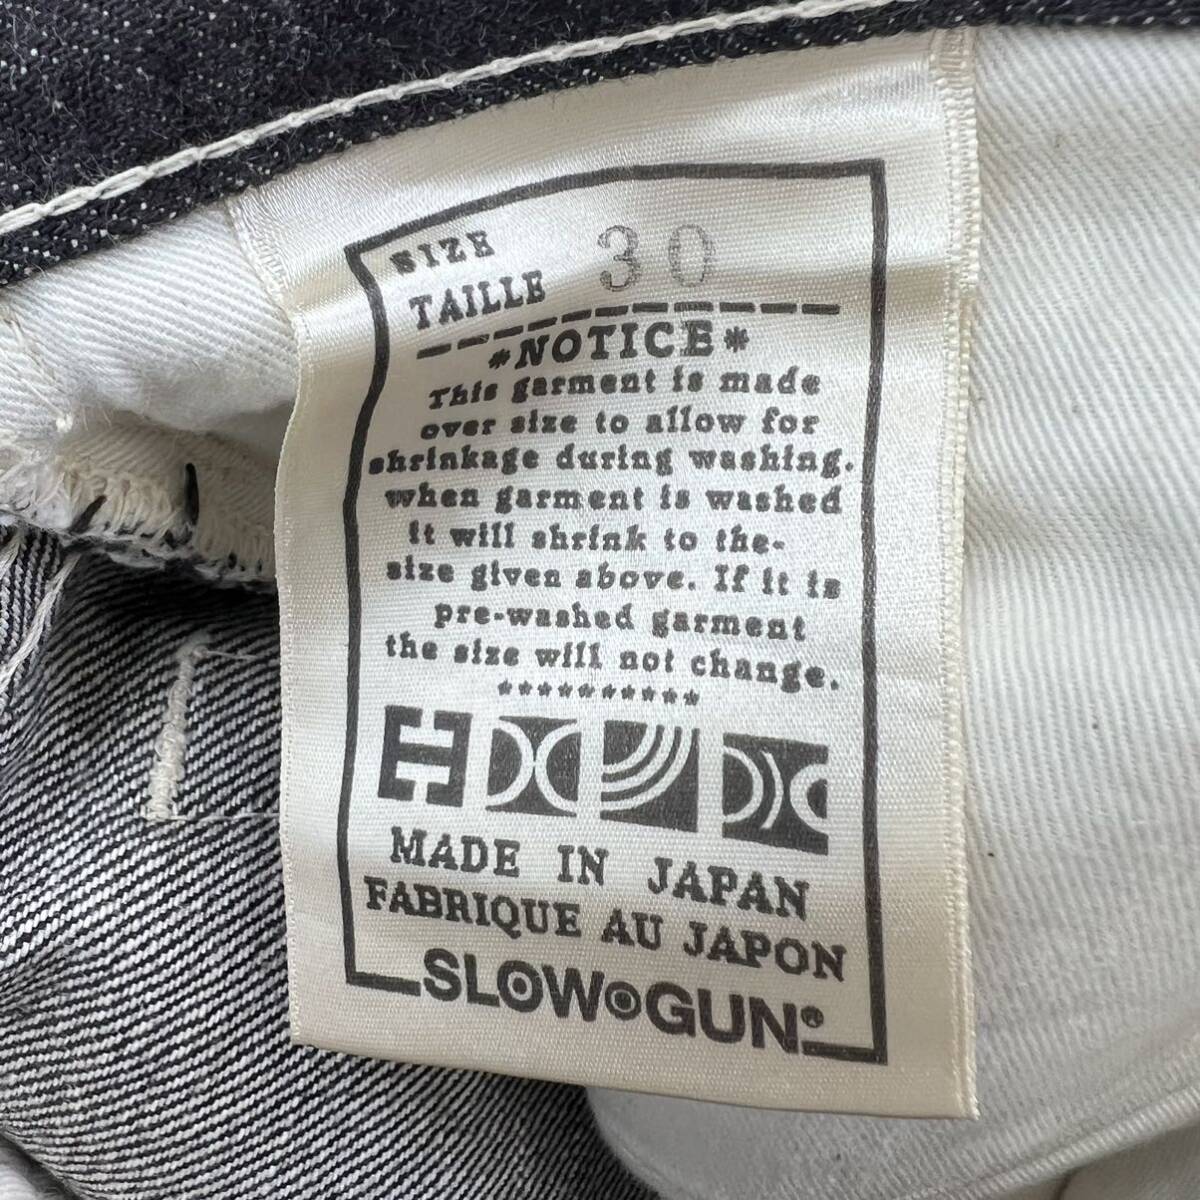 SIZE
TAILLE 30
*NOTICE*
This garment is made
over size to allow for
shrinkage during washing.
when garment is washed
it will shrink to the-
size given above. If it is
pre-washed garment
the size will not change.
**********
MADE IN JAPAN
FABRIQUE AU JAPON
SLOW GUN®